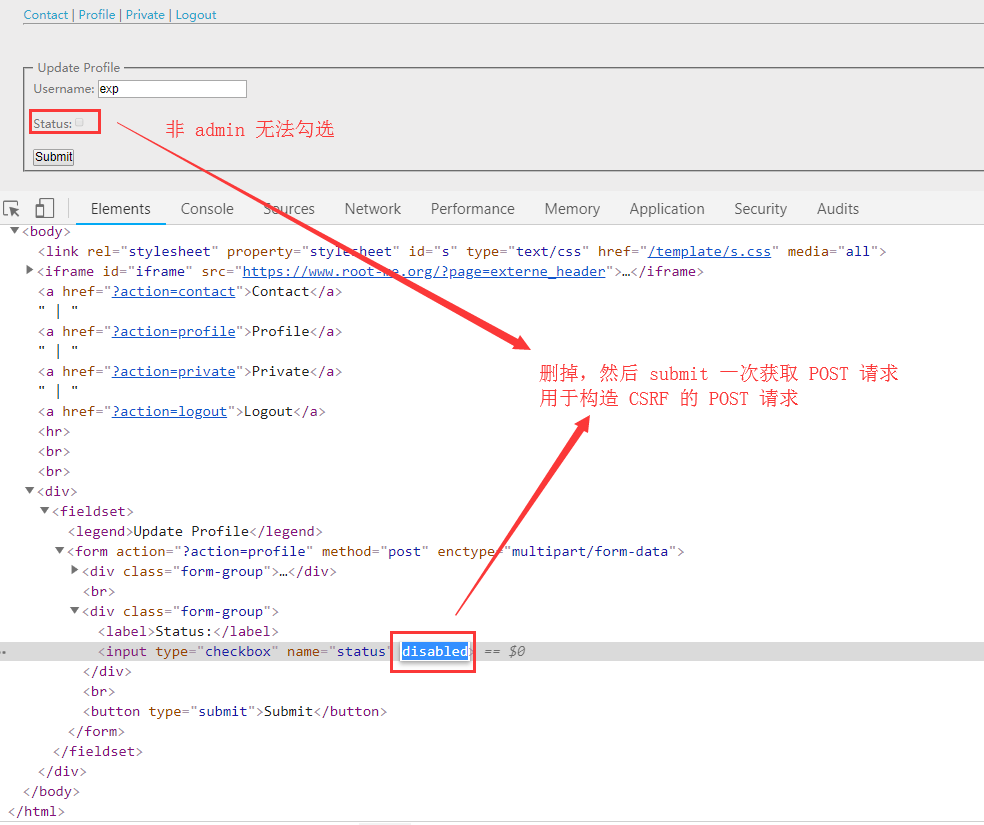 Contact | Profile | Private | Logout
Update Profile
Username: exp
Status:
非 admin 无法勾选
Submit
Elements Console Sources Network Performance Memory Application Security Audits
<body>
<link rel="stylesheet" property="stylesheet" id="s" type="text/css" href="/template/s.css" media="all">
<iframe id="iframe" src="https://www.root-me.org/?page=externe_header">…</iframe>
<a href="?action=contact">Contact</a>
" | "
<a href="?action=profile">Profile</a>
" | "
<a href="?action=private">Private</a>
" | "
<a href="?action=logout">Logout</a>
<hr>
<br>
<br>
删掉，然后 submit 一次获取 POST 请求
用于构造 CSRF 的 POST 请求
<div>
<fieldset>
<legend>Update Profile</legend>
<form action="?action=profile" method="post" enctype="multipart/form-data">
<div class="form-group">…</div>
<br>
<div class="form-group">
<label>Status:</label>
<input type="checkbox" name="status" disabled> == $0
</div>
<br>
<button type="submit">Submit</button>
</form>
</fieldset>
</div>
</body>
</html>